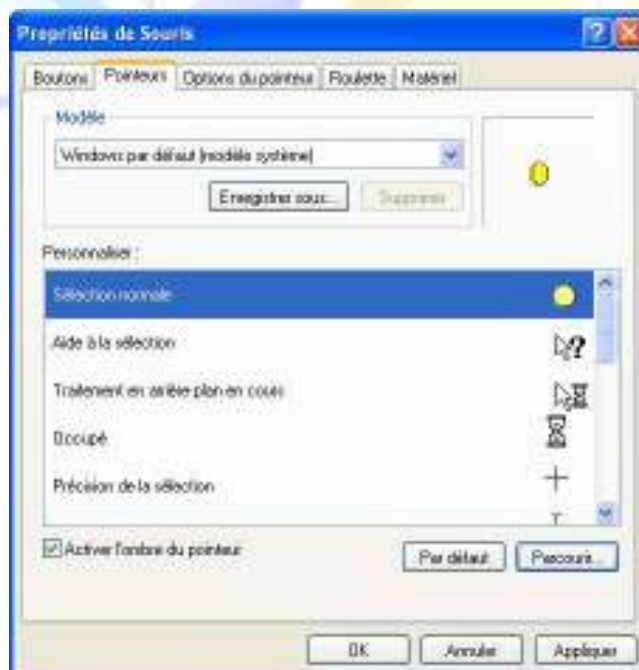 Propriétés de Souris
Boutons Pointeurs Options du pointeur Roulette Matériel
Modèle
Windows par défaut (modèle système)
Enregistrer sous... Supprimer
Personnaliser :
Sélection normale
Aide à la sélection
Traitement en arrière plan en cours
Occupé
Précision de la sélection
Activer l'ombre du pointeur
Par défaut Parcourir...
OK Annuler Appliquer